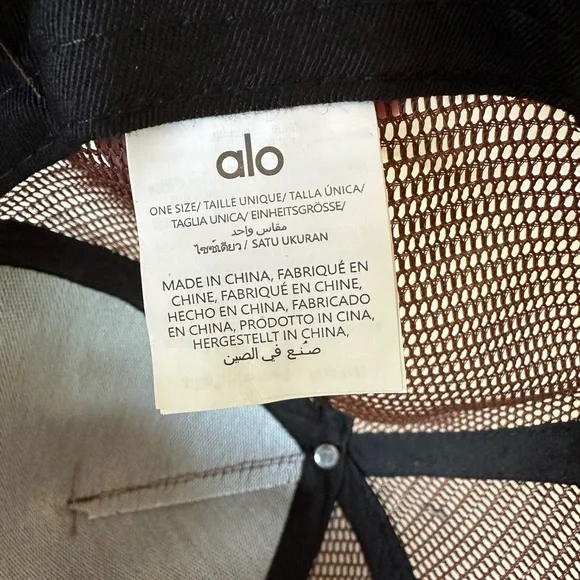 alo
ONE SIZE/ TAILLE UNIQUE/ TALLA ÚNICA/
TAGLIA UNICA/ EINHEITSGRÖSSE/
مقاس واحد
ไซซ์เดียว / SATU UKURAN
MADE IN CHINA, FABRIQUÉ EN
CHINE, FABRIQUÉ EN CHINE,
HECHO EN CHINA, FABRICADO
EN CHINA, PRODOTTO IN CINA,
HERGESTELLT IN CHINA,
صنع في الصين